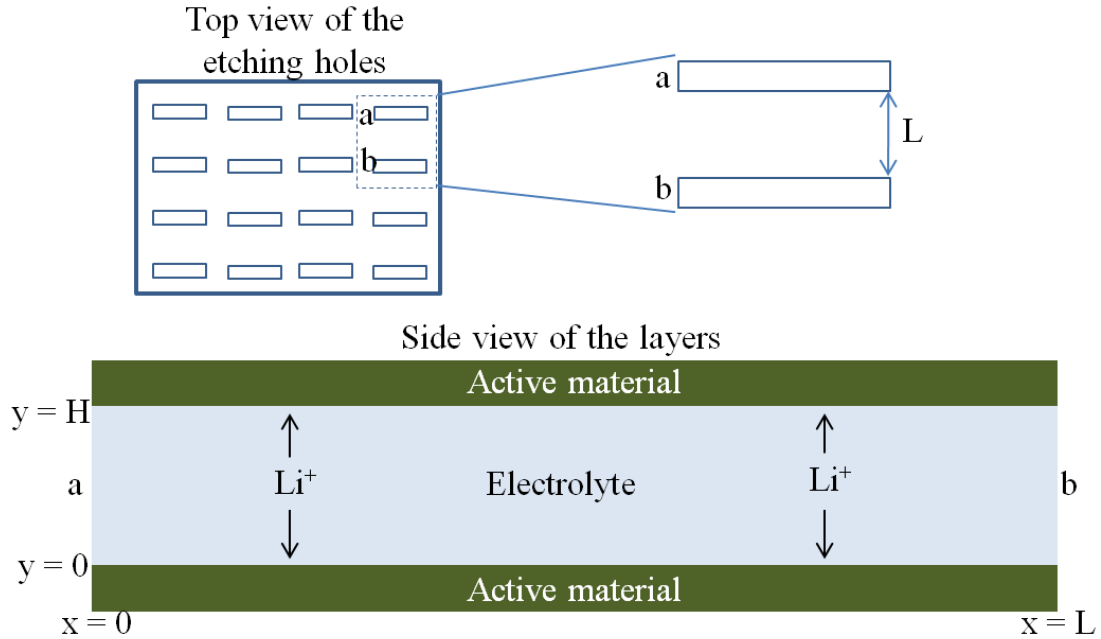 Top view of the
etching holes
a
b
a
L
b
Side view of the layers
Active material
y = H
Li⁺
Li⁺
a
Electrolyte
b
y = 0
Active material
x = 0
x = L